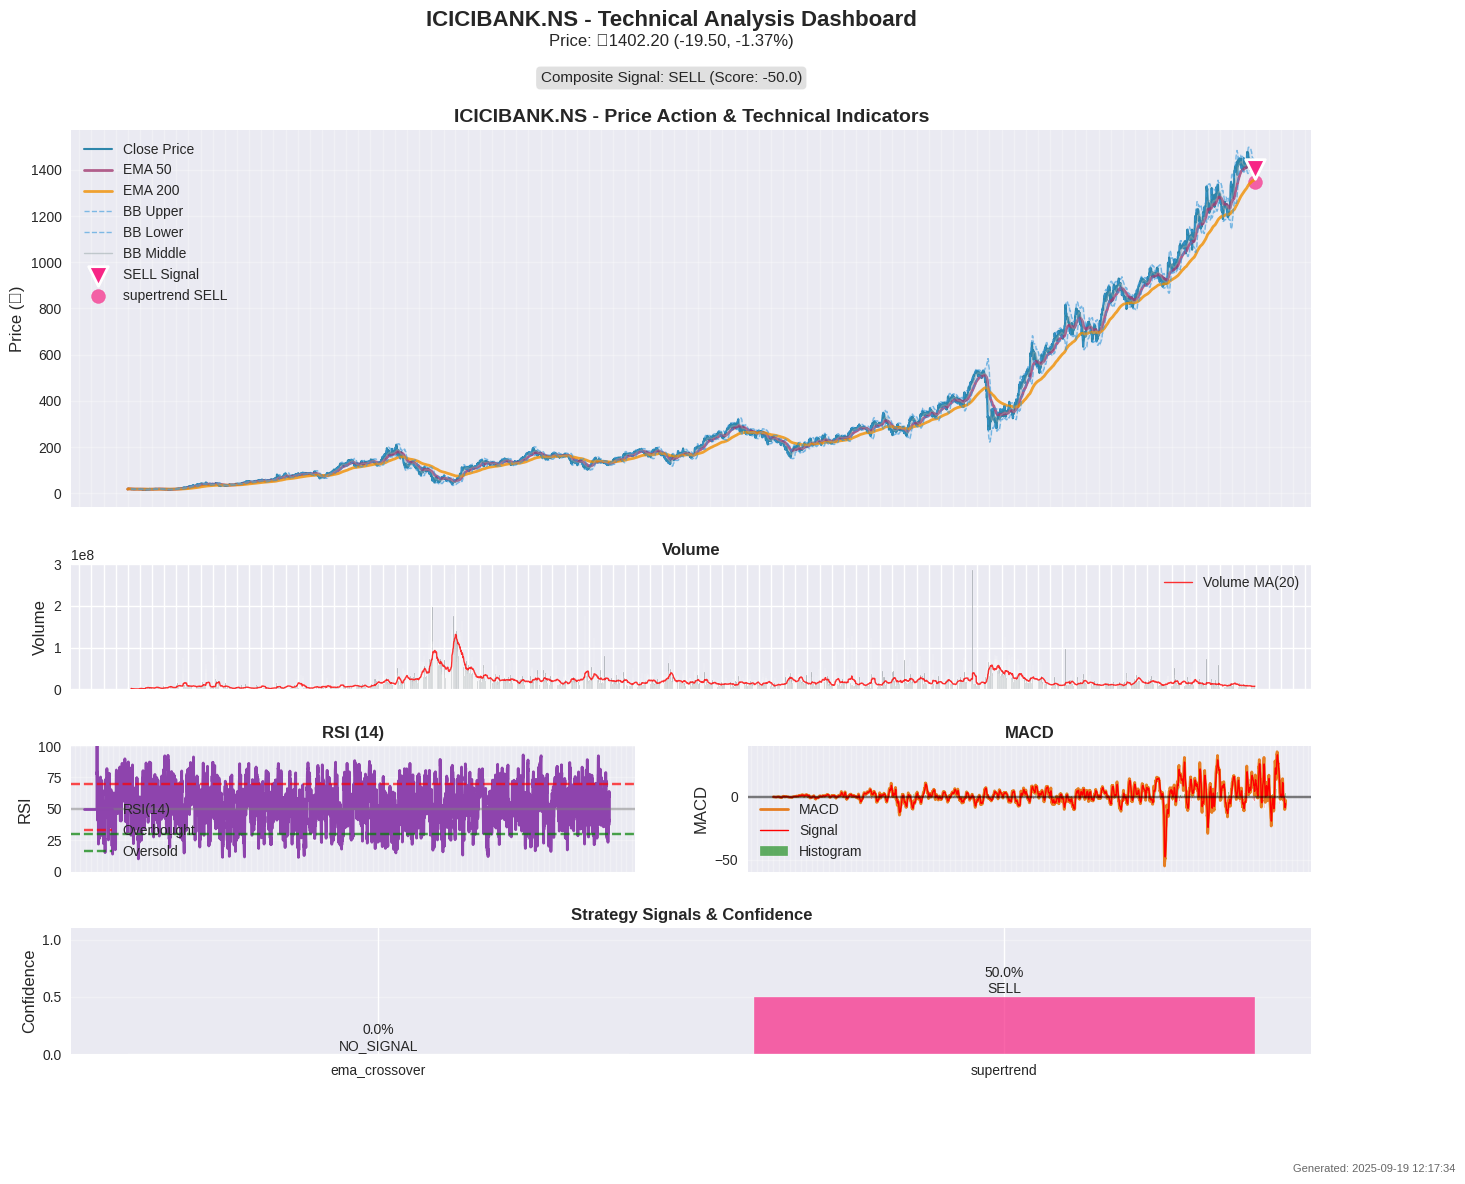 ICICIBANK.NS - Technical Analysis Dashboard
Price: □1402.20 (-19.50, -1.37%)
Composite Signal: SELL (Score: -50.0)
ICICIBANK.NS - Price Action & Technical Indicators
Close Price
EMA 50
EMA 200
BB Upper
BB Lower
BB Middle
SELL Signal
supertrend SELL
Price (□)
1400
1200
1000
800
600
400
200
0
Volume
1e8
Volume MA(20)
Volume
3
2
1
0
RSI (14)
RSI
100
75
50
25
0
RSI(14)
Overbought
Oversold
MACD
MACD
0
−50
MACD
Signal
Histogram
Strategy Signals & Confidence
Confidence
1.0
0.5
0.0
0.0%
NO_SIGNAL
50.0%
SELL
ema_crossover
supertrend
Generated: 2025-09-19 12:17:34